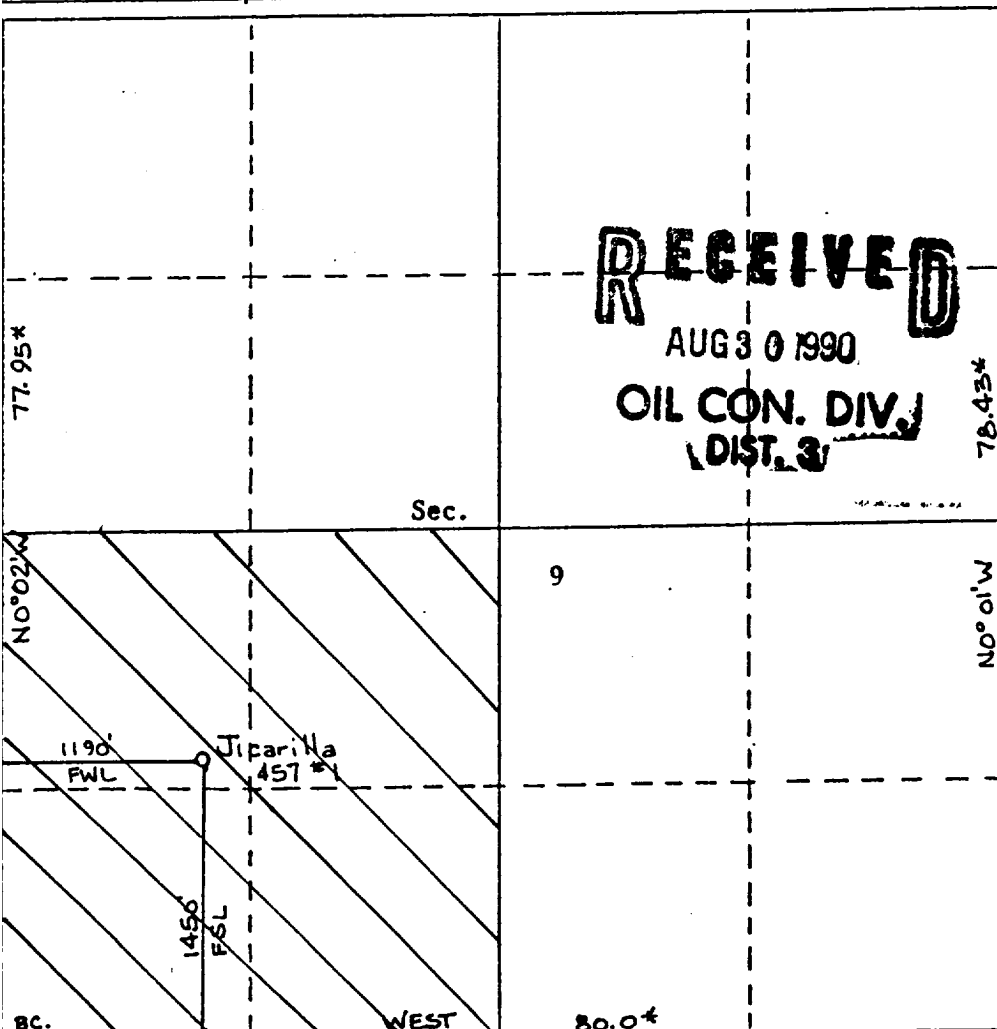 RECEIVED
AUG 30 1990
OIL CON. DIV.
DIST. 3
77.95*
78.43*
Sec.
9
N0°02'W
N0°01'W
1190'
FWL
Jicarilla
457 #1
1450'
FSL
BC.
WEST
80.0*